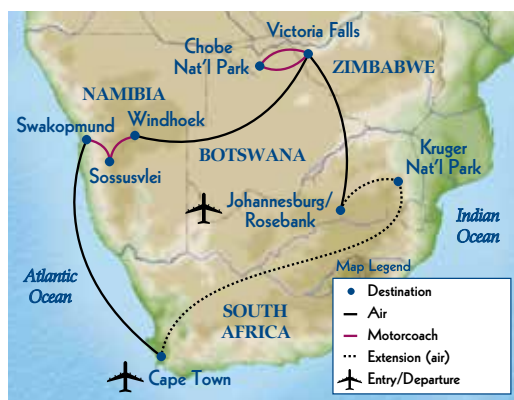 Victoria Falls
Chobe
Nat'l Park
ZIMBABWE
NAMIBIA
Windhoek
Swakopmund
Sossusvlei
BOTSWANA
Kruger
Nat'l Park
Johannesburg/
Rosebank
Indian
Ocean
Atlantic
Ocean
SOUTH
AFRICA
Cape Town
Map Legend
Destination
Air
Motorcoach
Extension (air)
Entry/Departure